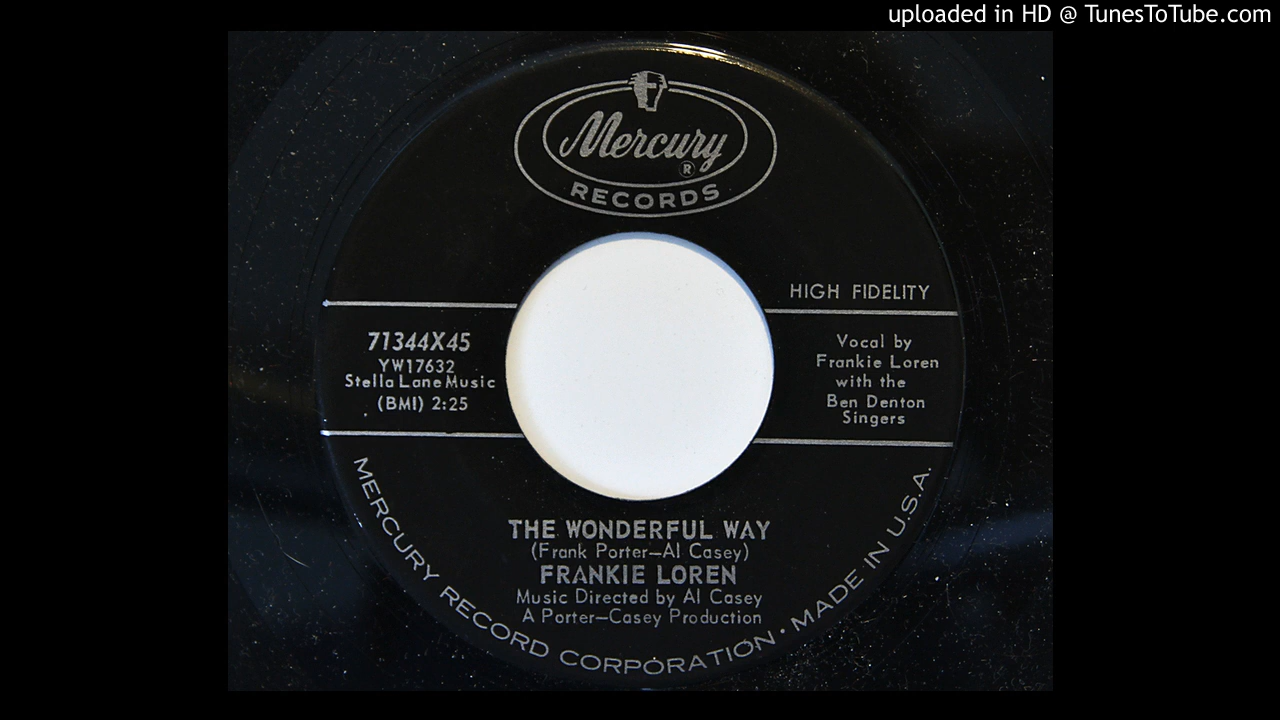 uploaded in HD @ TunesToTube.com
Mercury
®
RECORDS
HIGH FIDELITY
71344X45
YW17632
Stella Lane Music
(BMI) 2:25
Vocal by
Frankie Loren
with the
Ben Denton
Singers
THE WONDERFUL WAY
(Frank Porter—Al Casey)
FRANKIE LOREN
Music Directed by Al Casey
A Porter—Casey Production
MERCURY RECORD CORPORATION • MADE IN U.S.A.